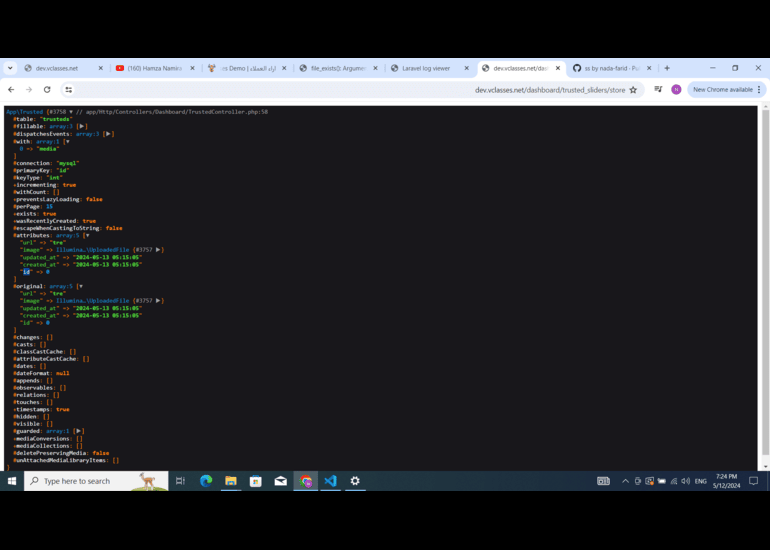 dev.vclasses.net
(160) Hamza Namira
es Demo | آراء العملاء
file_exists(): Argumen
Laravel log viewer
dev.vclasses.net/das
ss by nada-farid · Pu
dev.vclasses.net/dashboard/trusted_sliders/store
H
New Chrome available
App\Trusted {#3758 ▼ // app/Http/Controllers/Dashboard/TrustedController.php:50
#table: "trusteds"
#fillable: array:3 [▶]
#dispatchesEvents: array:3 [▶]
#with: array:1 [▼
0 => "media"
]
#connection: "mysql"
#primaryKey: "id"
#keyType: "int"
+incrementing: true
#withCount: []
+preventsLazyLoading: false
#perPage: 15
+exists: true
+wasRecentlyCreated: true
#escapeWhenCastingToString: false
#attributes: array:5 [▼
"url" => "tre"
"image" => Illumina…\UploadedFile {#3757 ▶}
"updated_at" => "2024-05-13 05:15:05"
"created_at" => "2024-05-13 05:15:05"
"id" => 0
]
#original: array:5 [▼
"url" => "tre"
"image" => Illumina…\UploadedFile {#3757 ▶}
"updated_at" => "2024-05-13 05:15:05"
"created_at" => "2024-05-13 05:15:05"
"id" => 0
]
#changes: []
#casts: []
#classCastCache: []
#attributeCastCache: []
#dates: []
#dateFormat: null
#appends: []
#observables: []
#relations: []
#touches: []
+timestamps: true
#hidden: []
#visible: []
#guarded: array:1 [▶]
+mediaConversions: []
+mediaCollections: []
#deletePreservingMedia: false
#unAttachedMediaLibraryItems: []
}
Type here to search
ENG
7:24 PM
5/12/2024